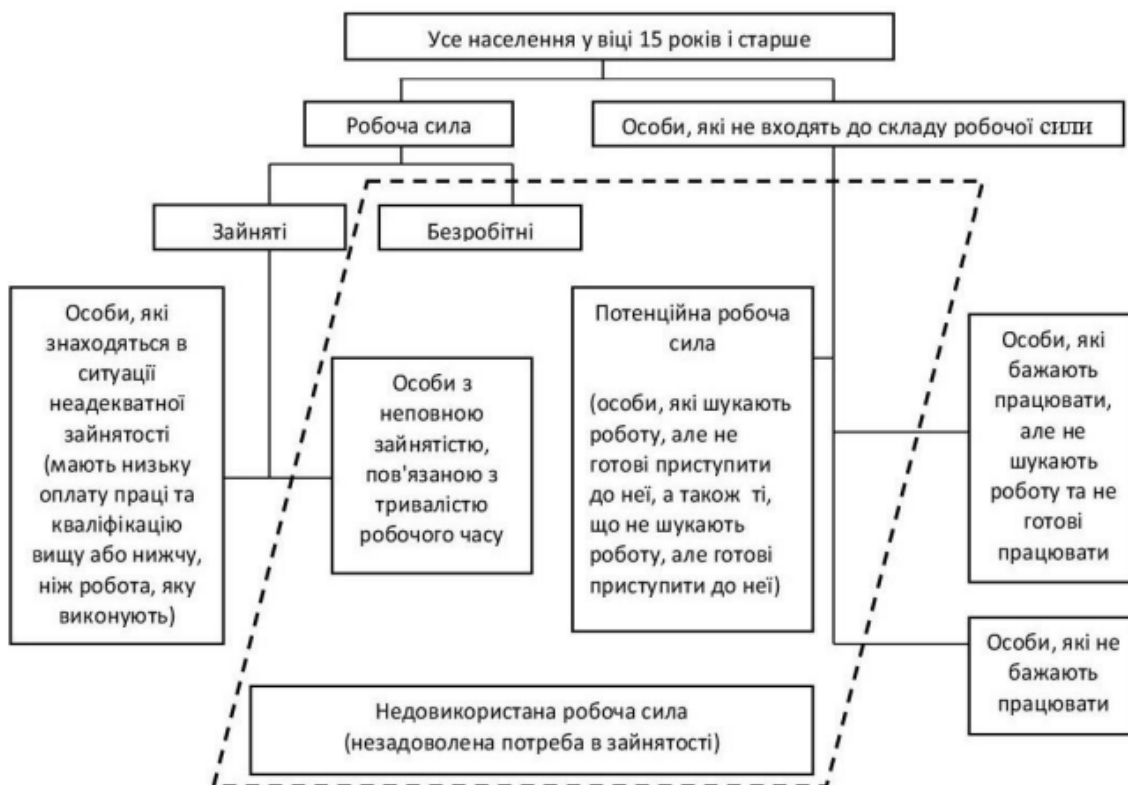 Усе населення у віці 15 років і старше
Робоча сила
Особи, які не входять до складу робочої сили
Зайняті
Безробітні
Особи, які
знаходяться в
ситуації
неадекватної
зайнятості
(мають низьку
оплату праці та
кваліфікацію
вищу або нижчу,
ніж робота, яку
виконують)
Особи з
неповною
зайнятістю,
пов'язаною з
тривалістю
робочого часу
Потенційна робоча
сила
(особи, які шукають
роботу, але не
готові приступити
до неї, а також ті,
що не шукають
роботу, але готові
приступити до неї)
Особи, які
бажають
працювати,
але не
шукають
роботу та не
готові
працювати
Особи, які не
бажають
працювати
Недовикористана робоча сила
(незадоволена потреба в зайнятості)